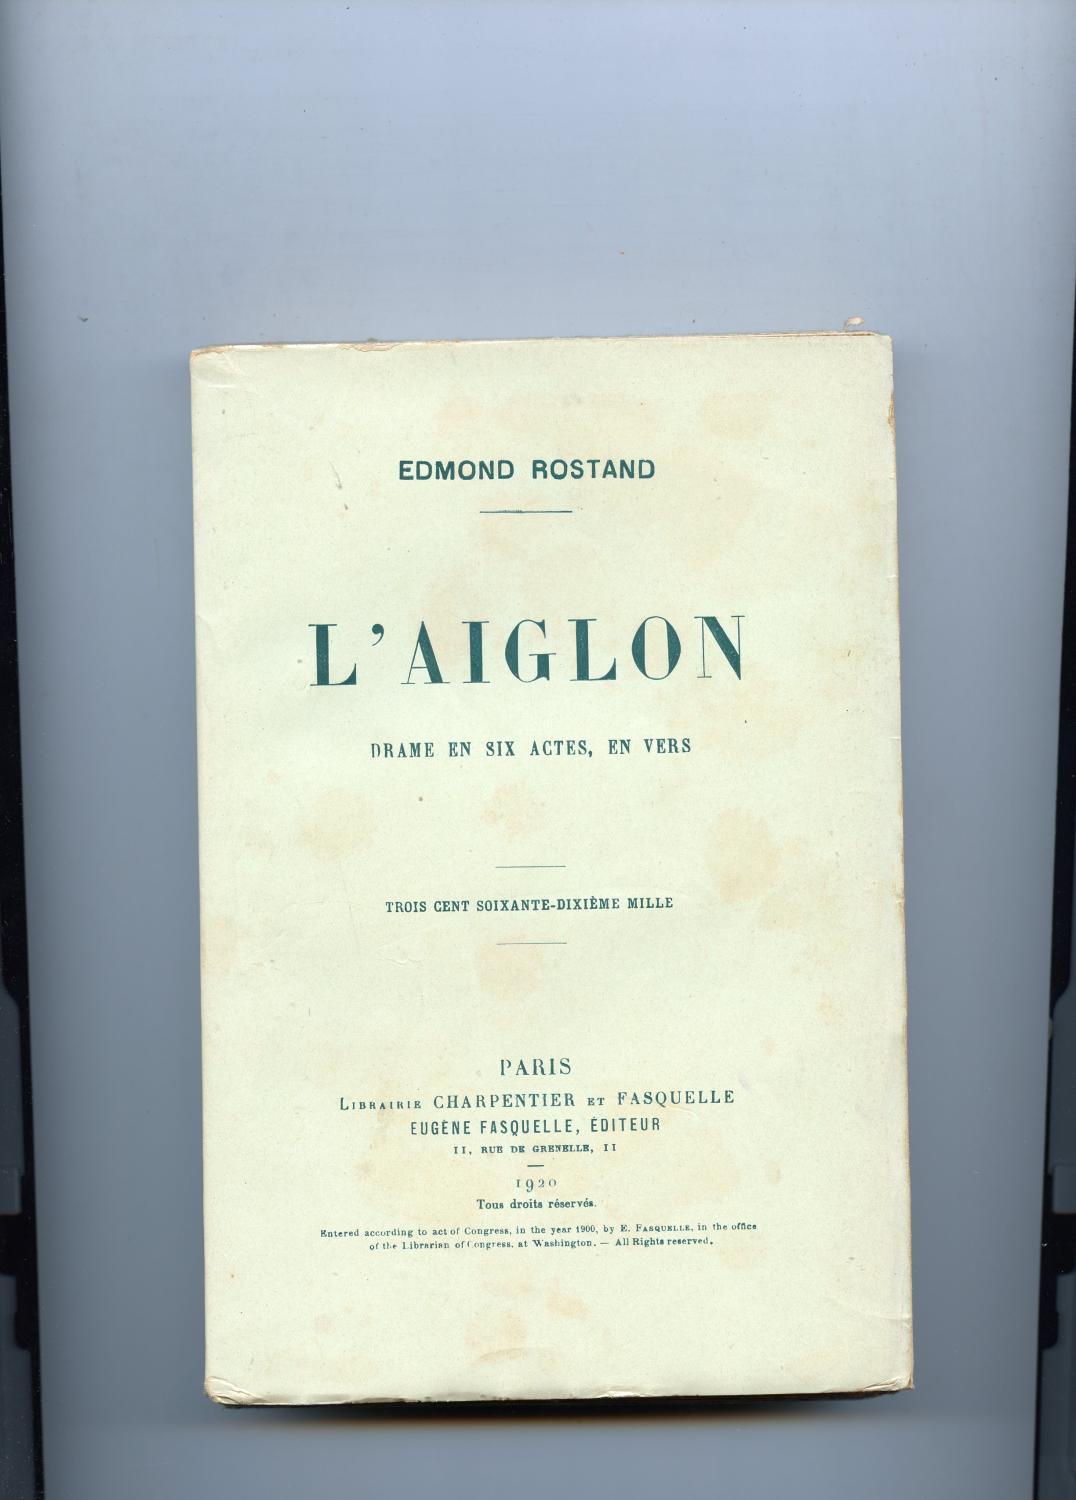 EDMOND ROSTAND
L'AIGLON
DRAME EN SIX ACTES, EN VERS
TROIS CENT SOIXANTE-DIXIÈME MILLE
PARIS
LIBRAIRIE CHARPENTIER ET FASQUELLE
EUGÈNE FASQUELLE, ÉDITEUR
11, RUE DE GRENELLE, 11
1920
Tous droits réservés.
Entered according to act of Congress, in the year 1900, by E. FASQUELLE, in the office
of the Librarian of Congress, at Washington. — All Rights reserved.